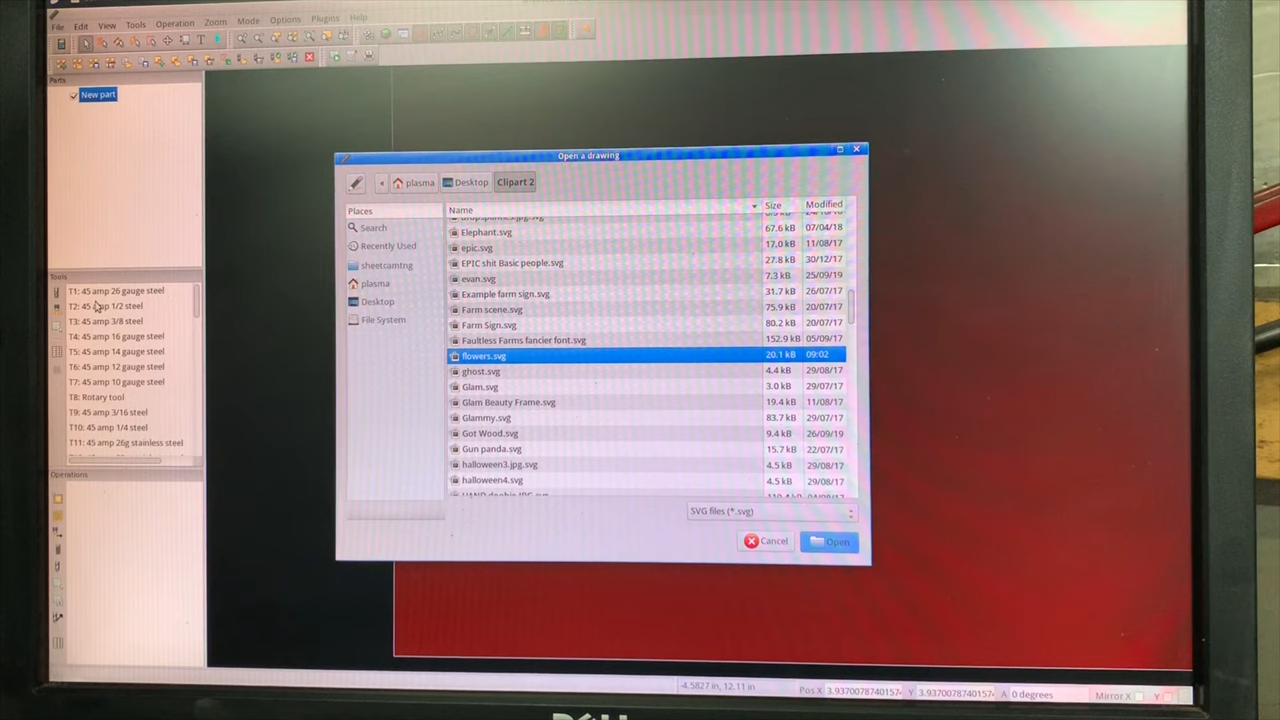 File Edit View Tools Operation Zoom Mode Options Plugins Help
Parts
New part
Tools
T1: 45 amp 26 gauge steel
T2: 45 amp 1/2 steel
T3: 45 amp 3/8 steel
T4: 45 amp 16 gauge steel
T5: 45 amp 14 gauge steel
T6: 45 amp 12 gauge steel
T7: 45 amp 10 gauge steel
T8: Rotary tool
T9: 45 amp 3/16 steel
T10: 45 amp 1/4 steel
T11: 45 amp 26g stainless steel
Operations
Open a drawing
plasma Desktop Clipart 2
Places
Search
Recently Used
sheetcamtng
plasma
Desktop
File System
Name Size Modified
Elephant.svg 67.6 kB 07/04/18
epic.svg 17.0 kB 11/08/17
EPIC shit Basic people.svg 27.8 kB 30/12/17
evan.svg 7.3 kB 25/09/19
Example farm sign.svg 31.7 kB 26/07/17
Farm scene.svg 75.9 kB 20/07/17
Farm Sign.svg 80.2 kB 20/07/17
Faultless Farms fancier font.svg 152.9 kB 05/09/17
flowers.svg 20.1 kB 09:02
ghost.svg 4.4 kB 29/08/17
Glam.svg 3.0 kB 29/07/17
Glam Beauty Frame.svg 19.4 kB 11/08/17
Glammy.svg 83.7 kB 29/07/17
Got Wood.svg 9.4 kB 26/09/19
Gun panda.svg 15.7 kB 22/07/17
halloween3.jpg.svg 4.5 kB 29/08/17
halloween4.svg 4.5 kB 29/08/17
SVG files (*.svg)
Cancel Open
-4.5827 in, 12.11 in Pos X 3.9370078740157 Y 3.9370078740157 A 0 degrees Mirror X Y